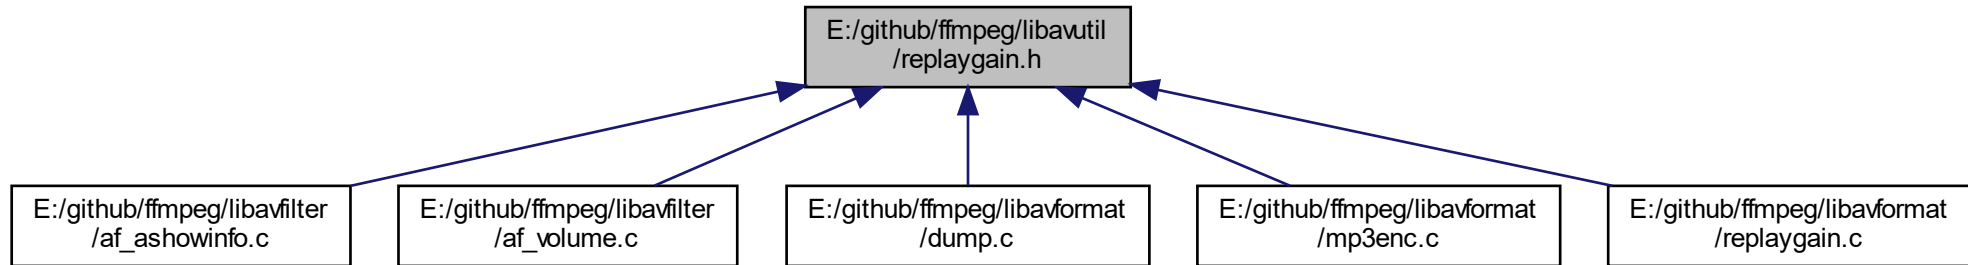 E:/github/ffmpeg/libavutil
/replaygain.h
E:/github/ffmpeg/libavfilter
/af_ashowinfo.c
E:/github/ffmpeg/libavfilter
/af_volume.c
E:/github/ffmpeg/libavformat
/dump.c
E:/github/ffmpeg/libavformat
/mp3enc.c
E:/github/ffmpeg/libavformat
/replaygain.c